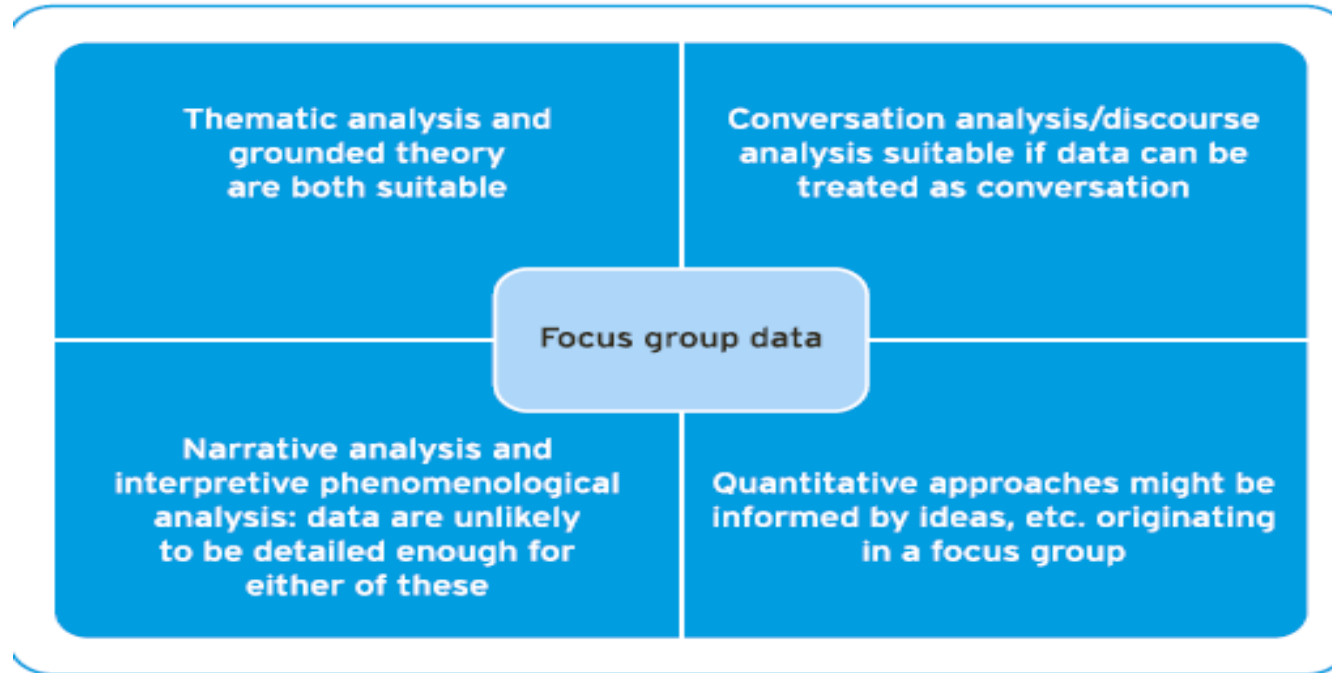 Thematic analysis and
grounded theory
are both suitable
Conversation analysis/discourse
analysis suitable if data can be
treated as conversation
Focus group data
Narrative analysis and
interpretive phenomenological
analysis: data are unlikely
to be detailed enough for
either of these
Quantitative approaches might be
informed by ideas, etc. originating
in a focus group